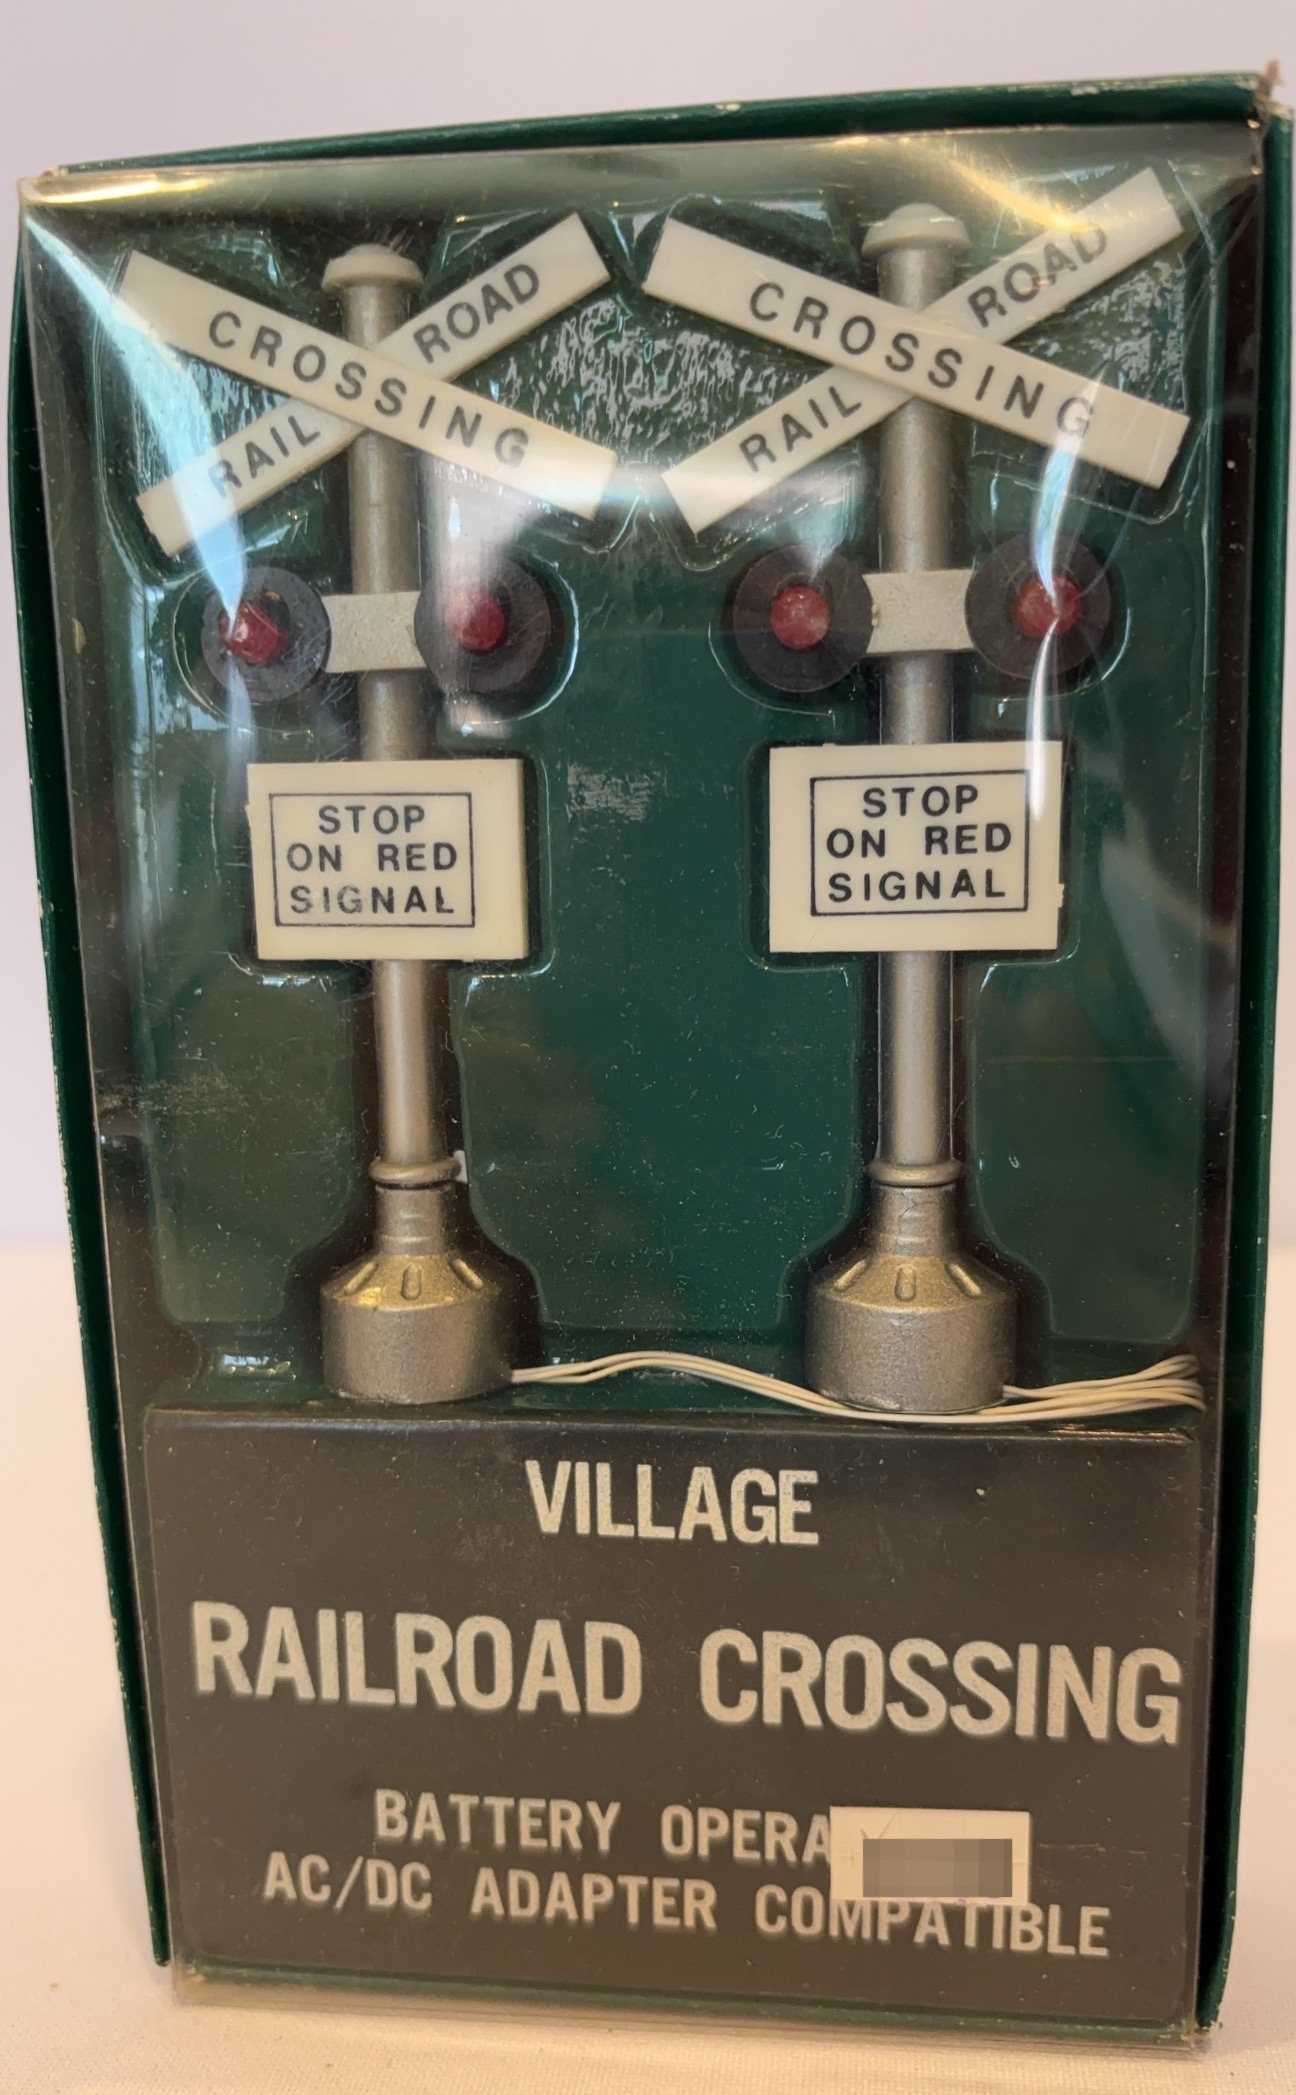 CROSSING
RAIL ROAD
CROSSING
RAIL ROAD
STOP
ON RED
SIGNAL
STOP
ON RED
SIGNAL
VILLAGE
RAILROAD CROSSING
BATTERY OPERA
AC/DC ADAPTER COMPATIBLE